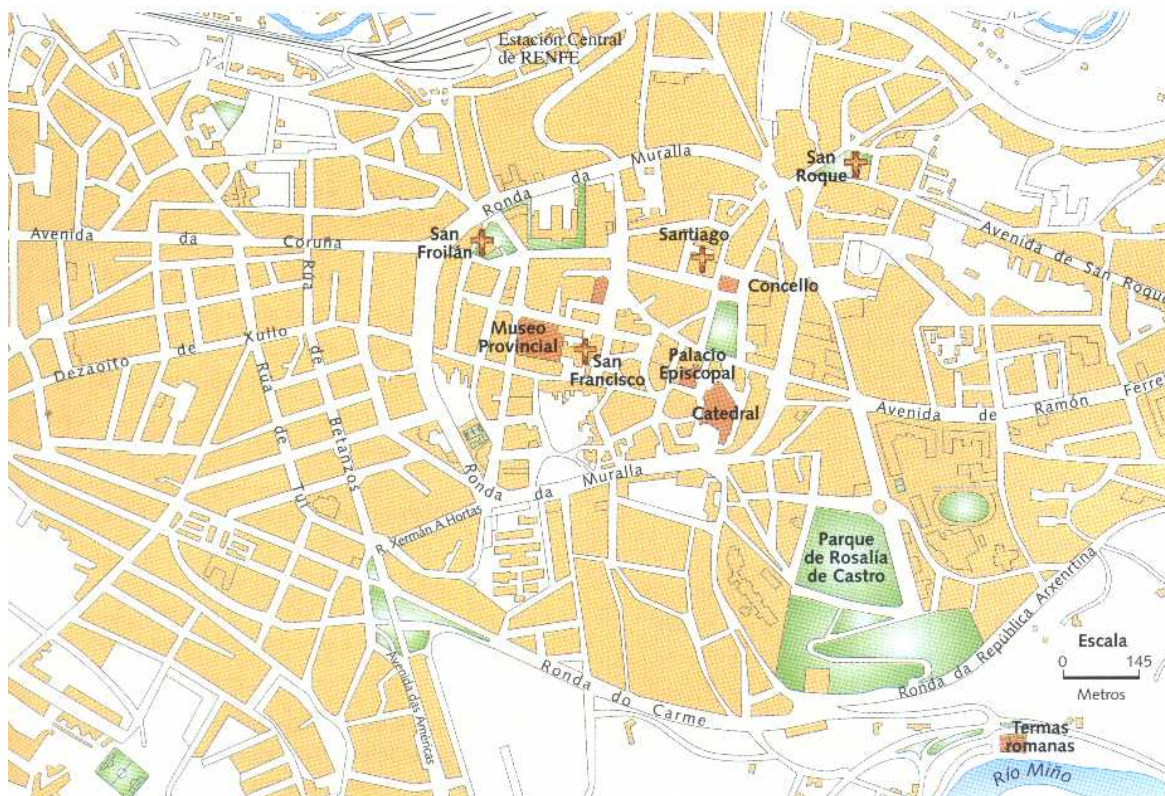 Estación Central
de RENFE
San
Roque
Ronda da Muralla
Avenida da Coruña
San
Froilán
Santiago
Avenida de San Roque
Concello
Rúa de Betanzos
Museo
Provincial
San
Francisco
Palacio
Episcopal
Dezaoito de Xullo
Rúa de Tui
Catedral
Avenida de Ramón Ferrei
Ronda da Muralla
R. Xermán A Hortas
Parque
de Rosalía
de Castro
Ronda da República Arxenrtina
Escala
0 145
Metros
Avenida das Américas
Ronda do Carme
Termas
romanas
Río Miño